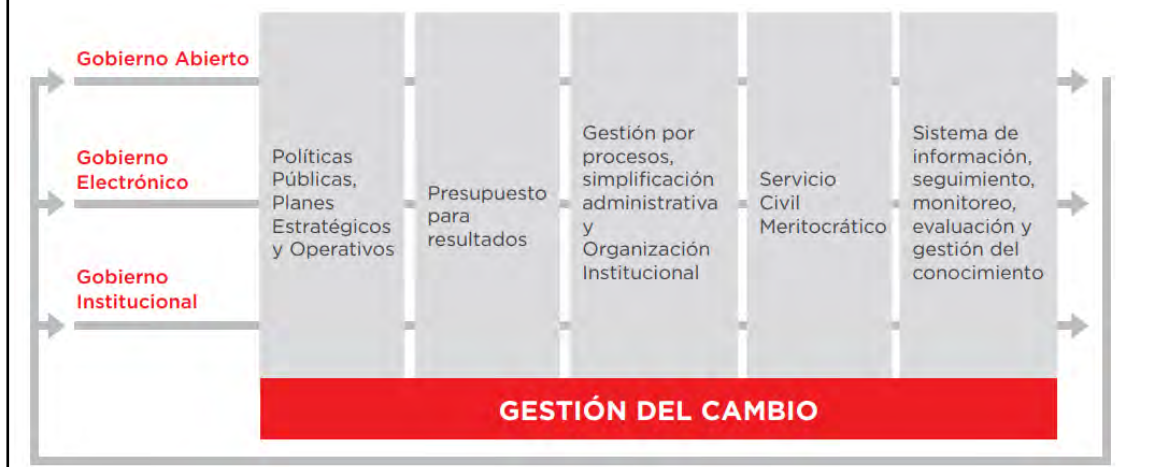 Gobierno Abierto
Gobierno
Electrónico
Gobierno
Institucional
Políticas
Públicas,
Planes
Estratégicos
y Operativos
Presupuesto
para
resultados
Gestión por
procesos,
simplificación
administrativa
y
Organización
Institucional
Servicio
Civil
Meritocrático
Sistema de
información,
seguimiento,
monitoreo,
evaluación y
gestión del
conocimiento
GESTIÓN DEL CAMBIO